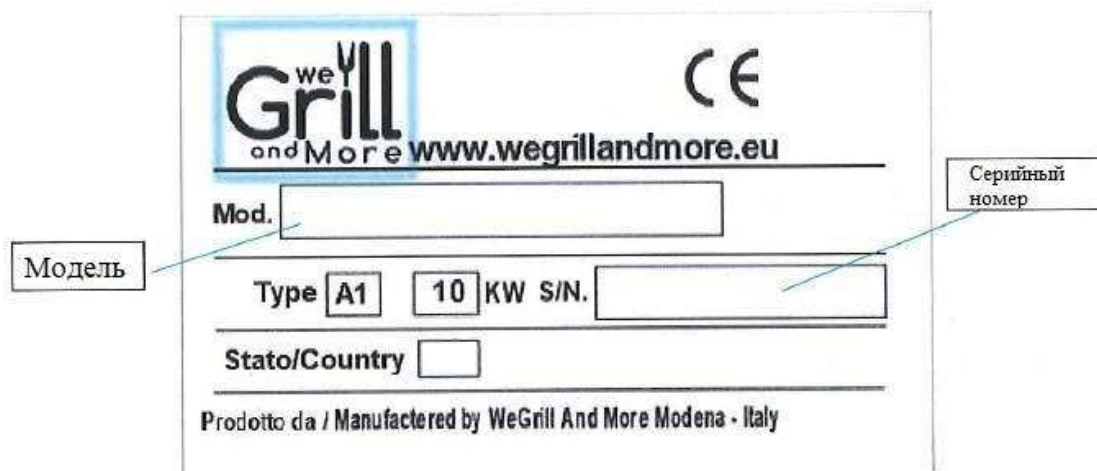 we
Grill
and More
CE
www.wegrillandmore.eu
Серийный
номер
Mod.
Модель
Type A1 10 KW S/N.
Stato/Country
Prodotto da / Manufactered by WeGrill And More Modena - Italy